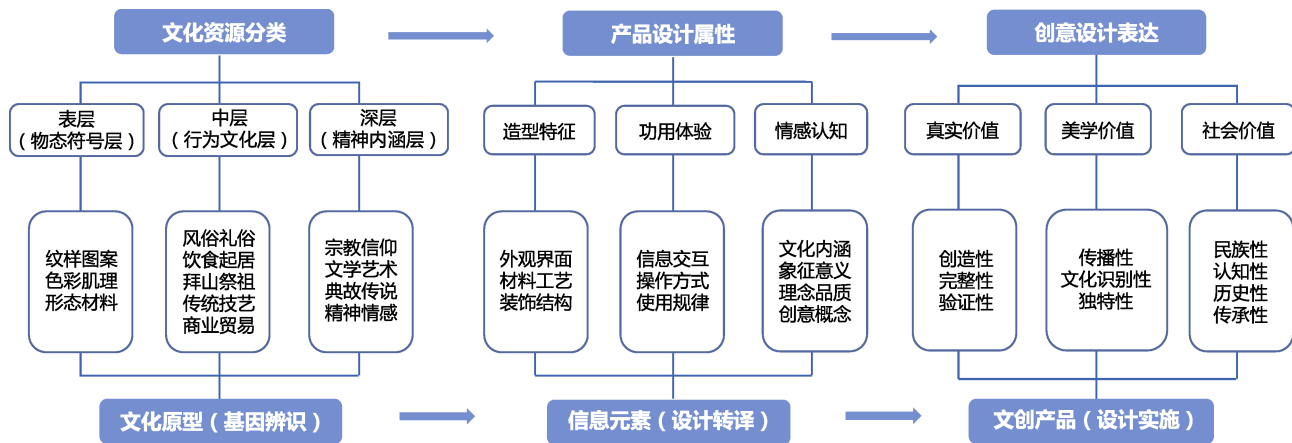 文化资源分类
产品设计属性
创意设计表达
表层
（物态符号层）
中层
（行为文化层）
深层
（精神内涵层）
造型特征
功用体验
情感认知
真实价值
美学价值
社会价值
纹样图案
色彩肌理
形态材料
风俗礼俗
饮食起居
拜山祭祖
传统技艺
商业贸易
宗教信仰
文学艺术
典故传说
精神情感
外观界面
材料工艺
装饰结构
信息交互
操作方式
使用规律
文化内涵
象征意义
理念品质
创意概念
创造性
完整性
验证性
传播性
文化识别性
独特性
民族性
认知性
历史性
传承性
文化原型（基因辨识）
信息元素（设计转译）
文创产品（设计实施）